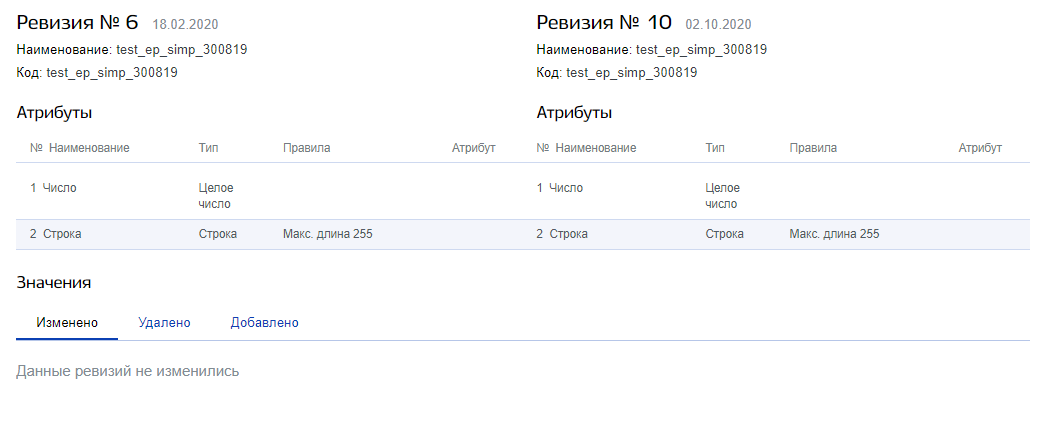 Ревизия № 6 18.02.2020 Ревизия № 10 02.10.2020
Наименование: test_ep_simp_300819 Наименование: test_ep_simp_300819
Код: test_ep_simp_300819 Код: test_ep_simp_300819
Атрибуты Атрибуты
№ Наименование Тип Правила Атрибут № Наименование Тип Правила Атрибут
1 Число Целое 1 Число Целое
число число
2 Строка Строка Макс. длина 255 2 Строка Строка Макс. длина 255
Значения
Изменено Удалено Добавлено
Данные ревизий не изменились